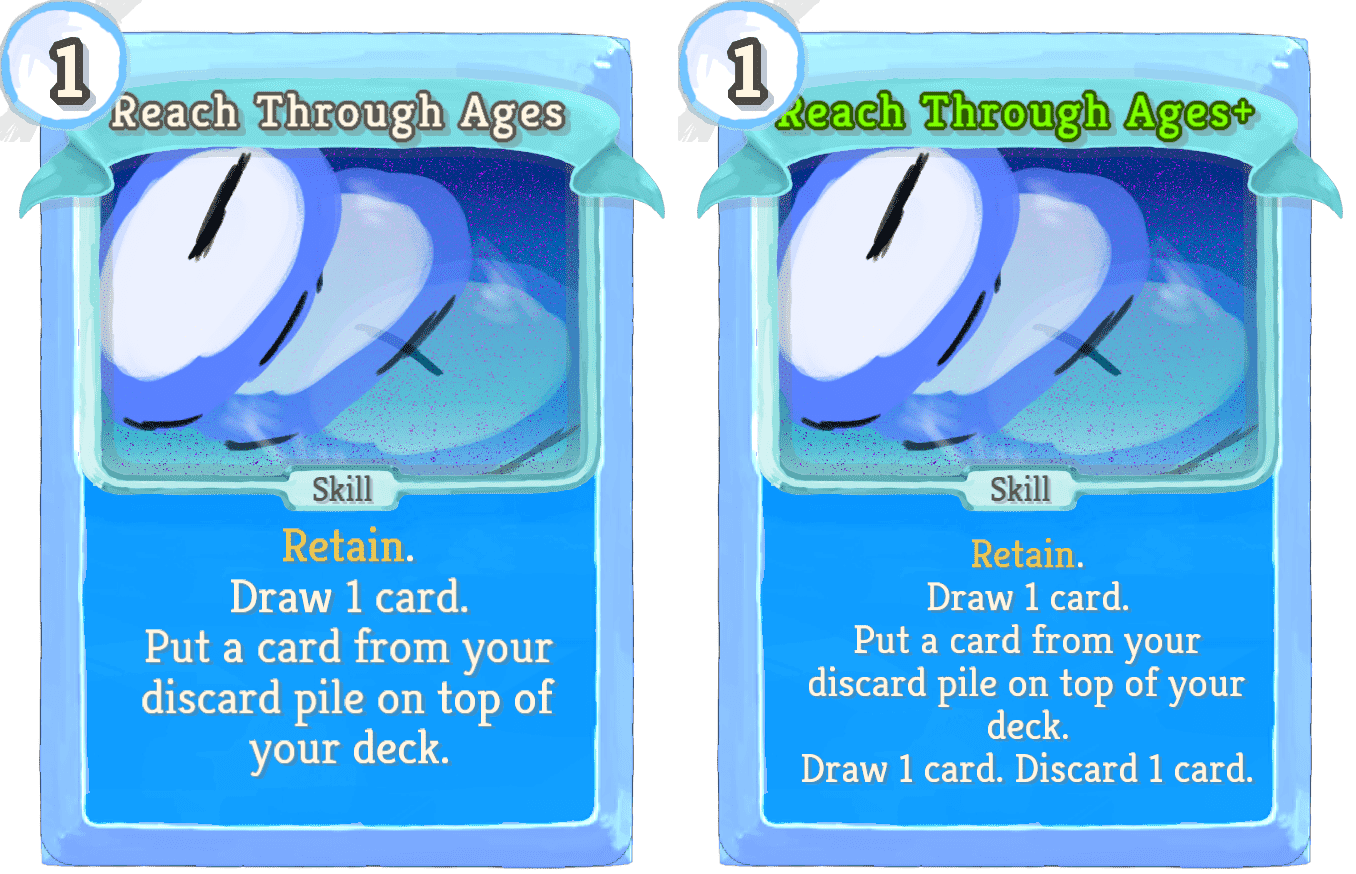 1
Reach Through Ages
Skill
Retain.
Draw 1 card.
Put a card from your
discard pile on top of
your deck.
1
Reach Through Ages+
Skill
Retain.
Draw 1 card.
Put a card from your
discard pile on top of your
deck.
Draw 1 card. Discard 1 card.